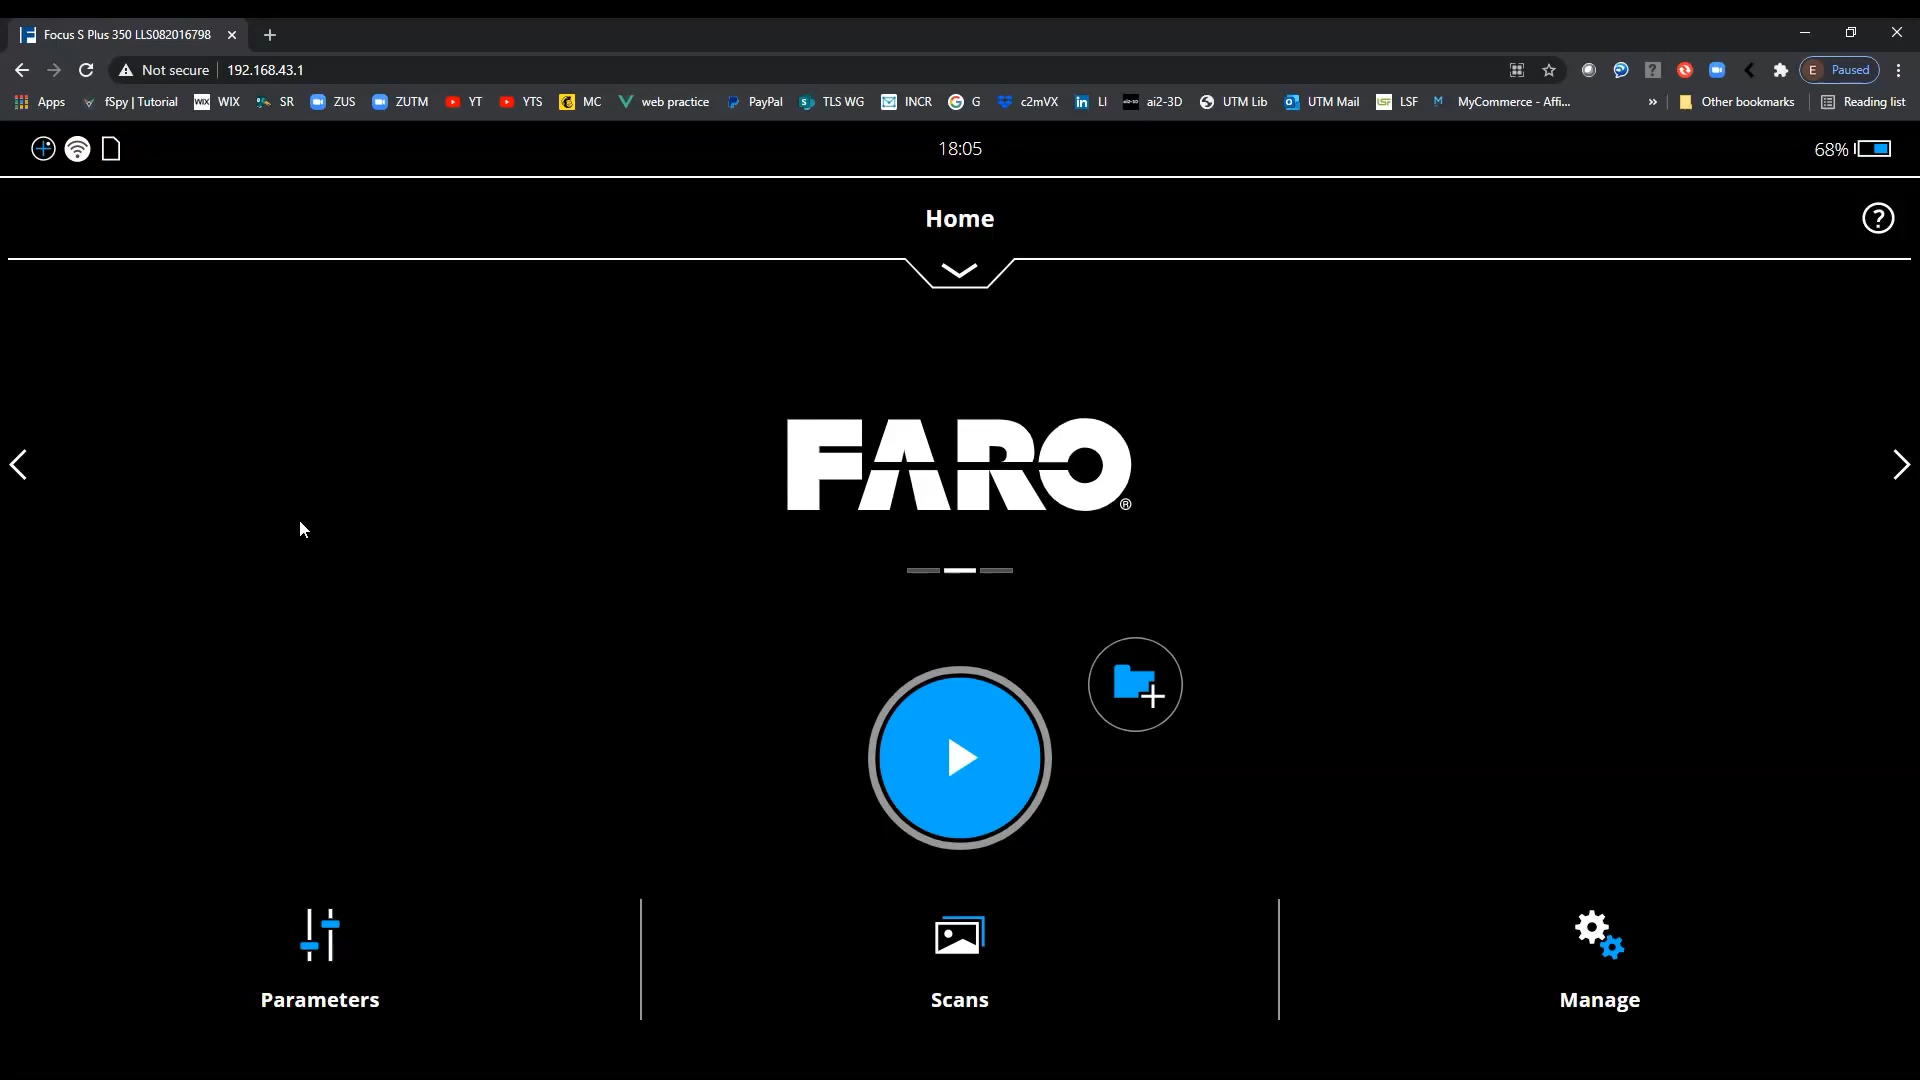 Focus S Plus 350 LLS082016798
Not secure 192.168.43.1
E Paused
Apps fSpy | Tutorial WIX WIX SR ZUS ZUTM YT YTS MC web practice PayPal TLS WG INCR G c2mVX LI ai2-3D UTM Lib UTM Mail LSF MyCommerce - Affi... » Other bookmarks Reading list
18:05
68%
Home
?
FARO®
Parameters
Scans
Manage